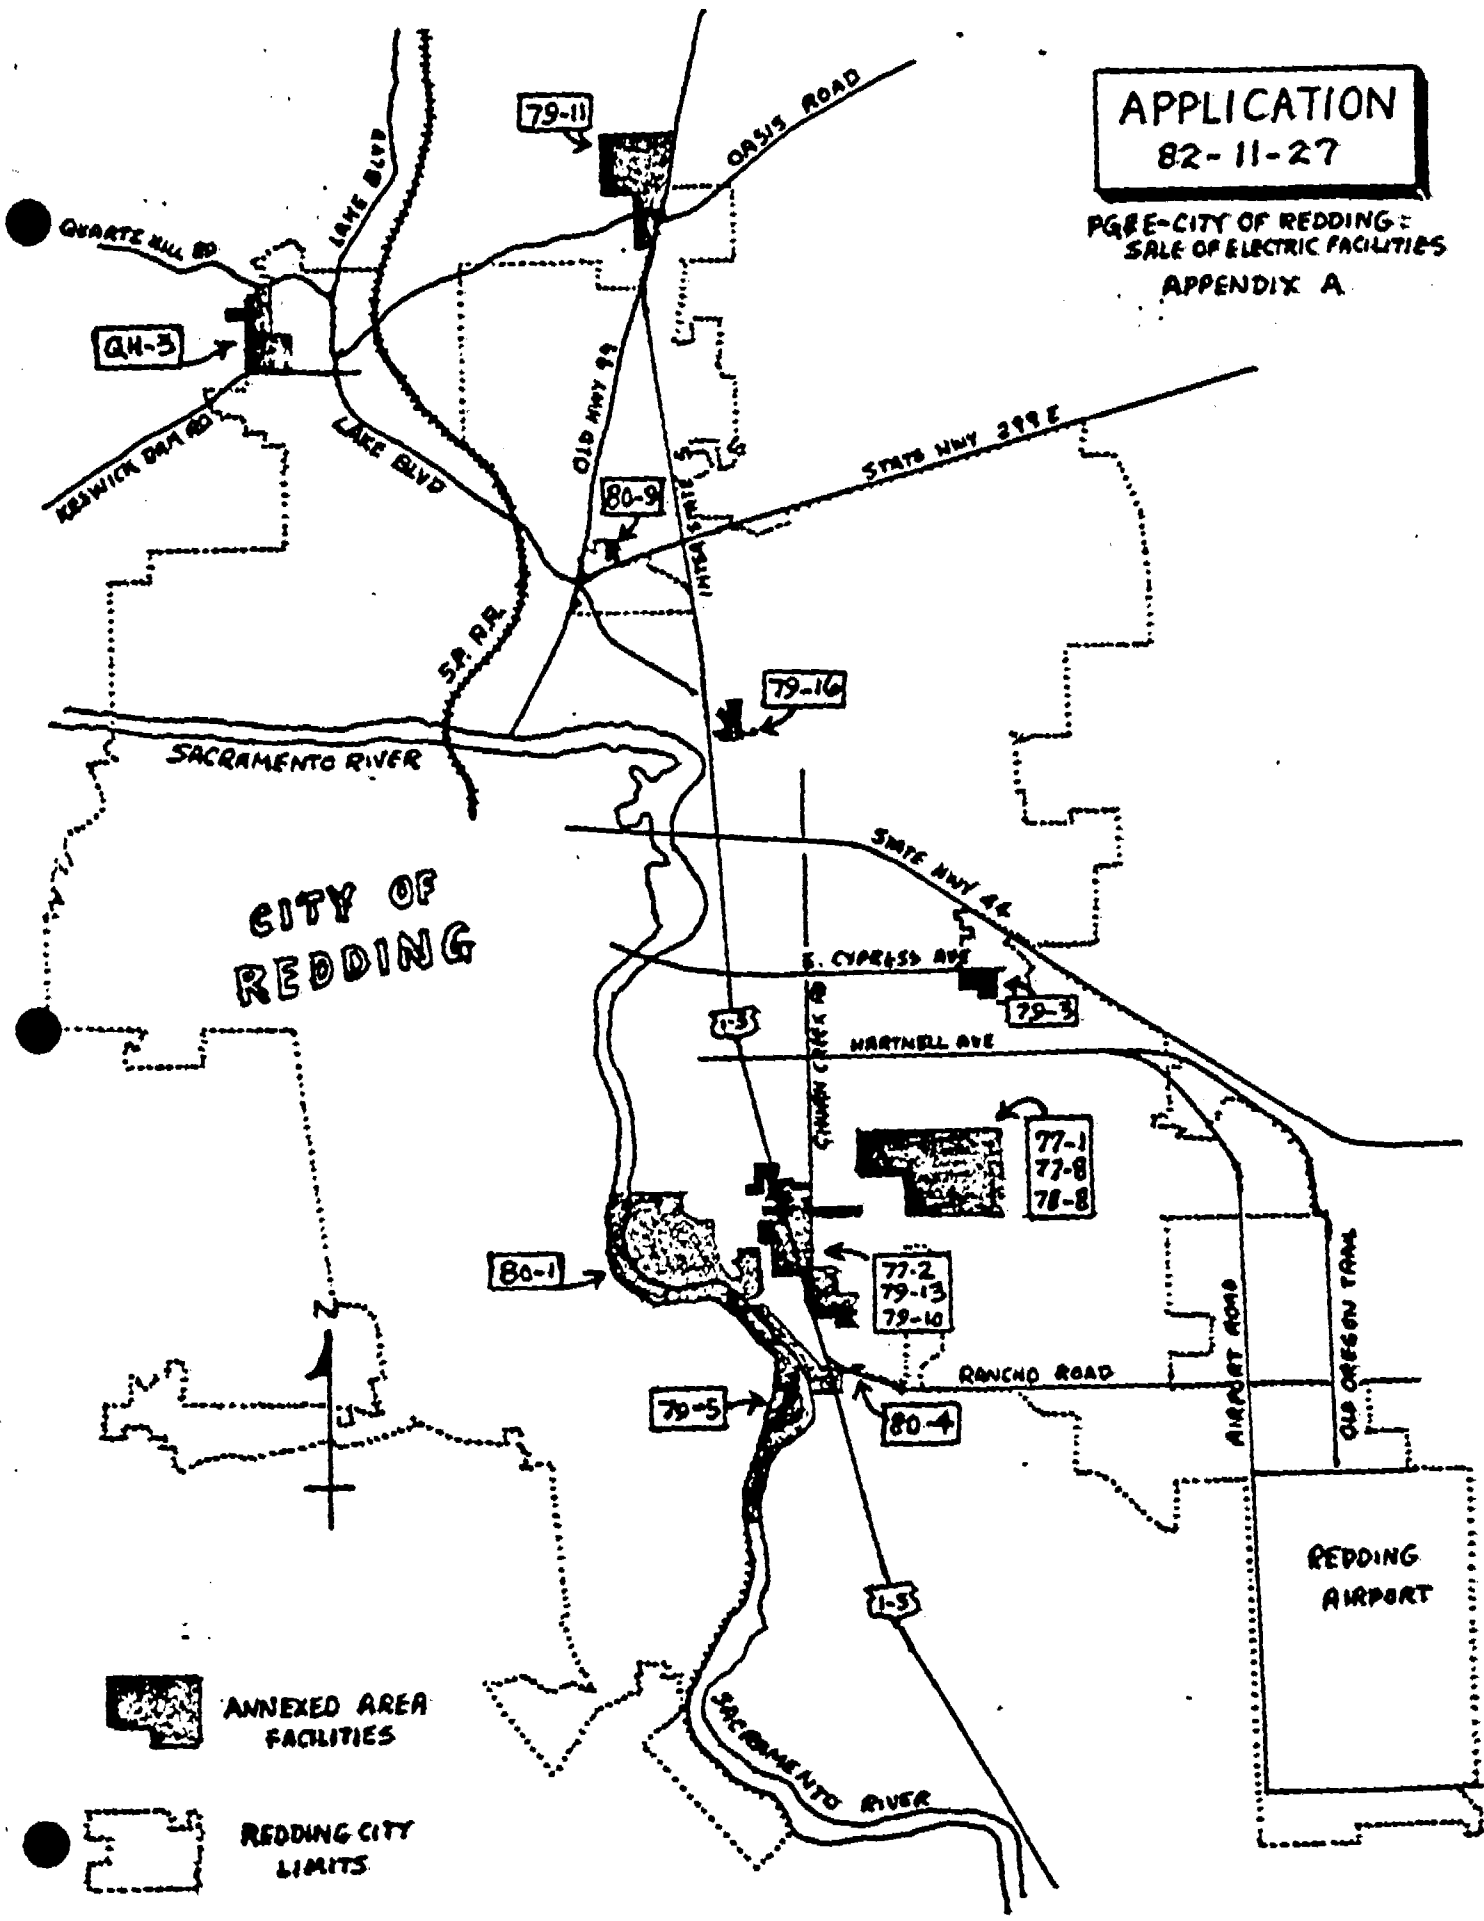 APPLICATION
82-11-27
PG&E-CITY OF REDDING:
SALE OF ELECTRIC FACILITIES
APPENDIX A
79-11
OASIS ROAD
LAKE BLVD
QUARTZ HILL RD
QH-3
KESWICK DAM RD
LAKE BLVD
OLD HWY 99
STATE HWY 299 E
80-9
INTERSTATE 5
S.P. R.R.
79-16
SACRAMENTO RIVER
STATE HWY 44
CITY OF
REDDING
E. CYPRESS AVE
79-3
I-5
CHURN CREEK RD
HARTNELL AVE
77-1
77-8
78-8
80-1
77-2
79-13
79-10
N
AIRPORT ROAD
OLD OREGON TRAIL
RANCHO ROAD
79-5
80-4
REDDING
AIRPORT
I-5
ANNEXED AREA
FACILITIES
SACRAMENTO RIVER
REDDING CITY
LIMITS